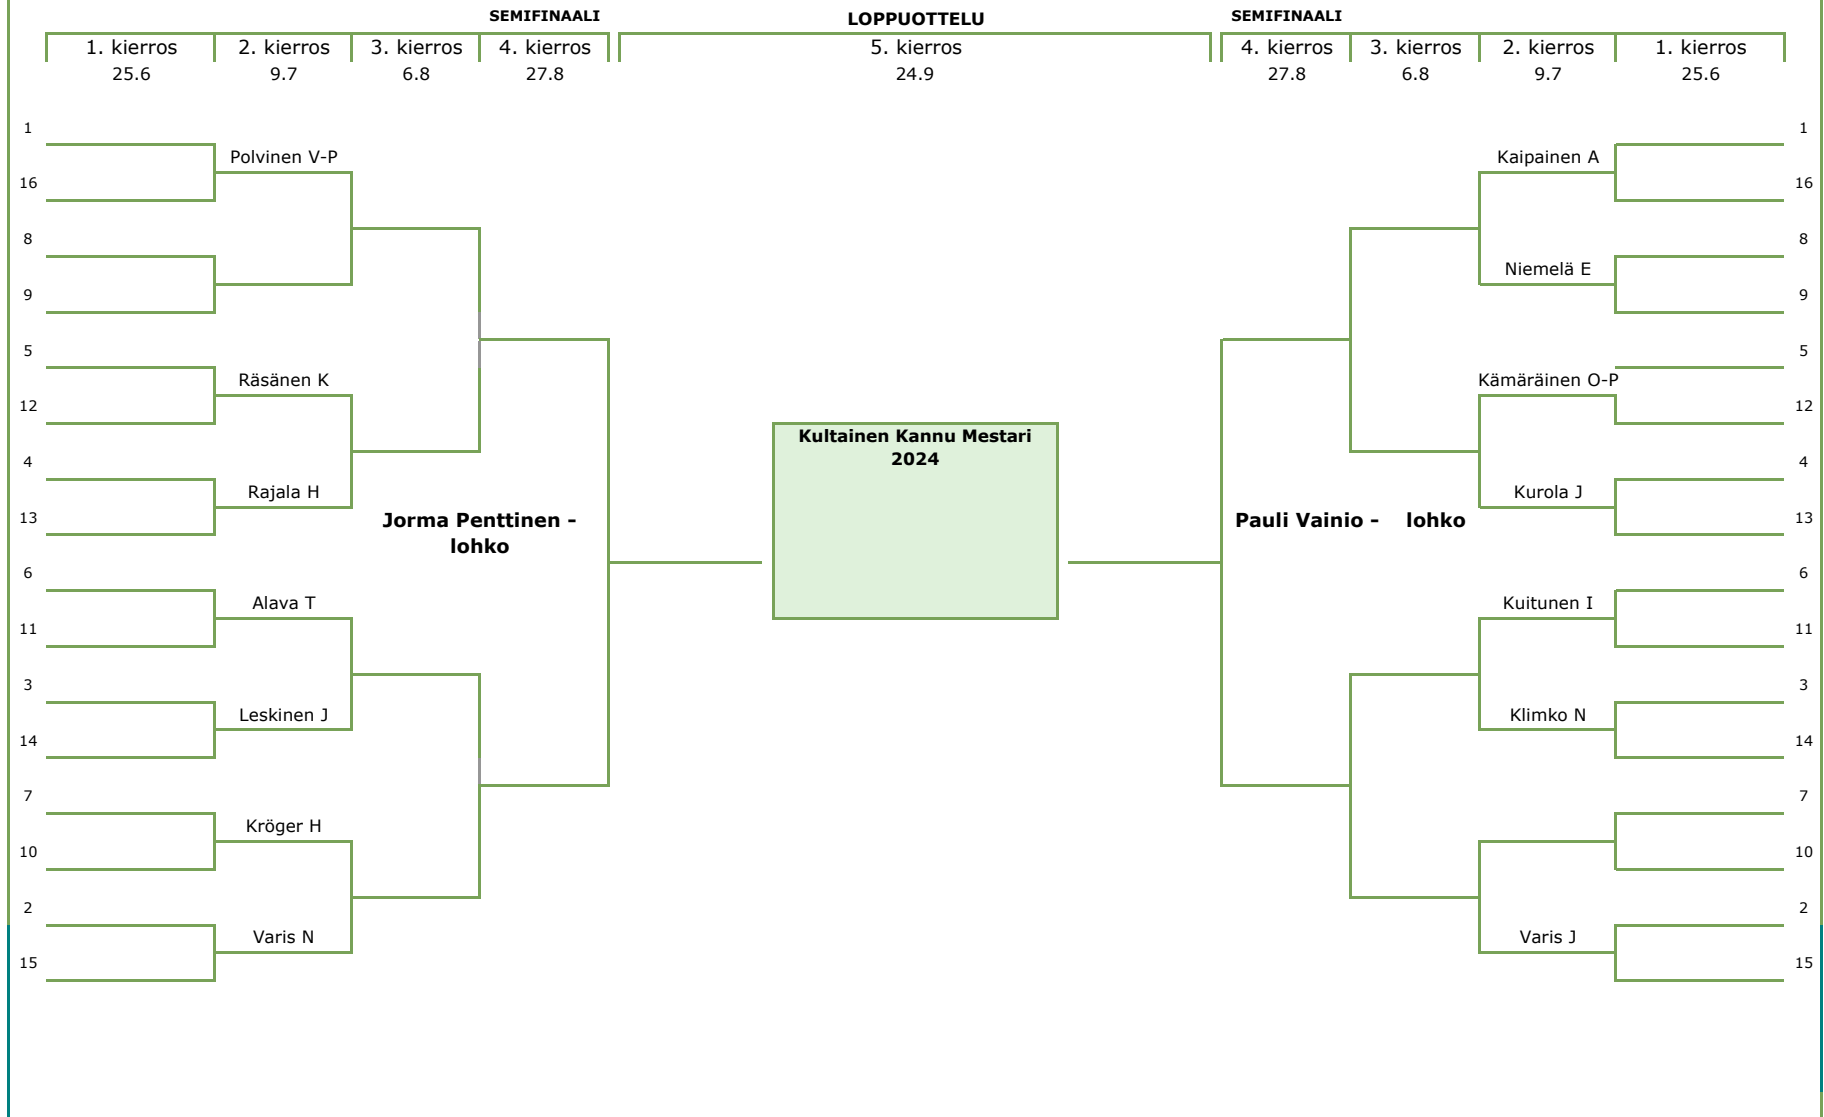 SEMIFINAALI LOPPUOTTELU SEMIFINAALI
1. kierros 2. kierros 3. kierros 4. kierros 5. kierros 4. kierros 3. kierros 2. kierros 1. kierros
25.6 9.7 6.8 27.8 24.9 27.8 6.8 9.7 25.6
1 1
Polvinen V-P Kaipainen A
16 16
8 8
Niemelä E
9 9
5 5
Räsänen K Kämäräinen O-P
12 12
Kultainen Kannu Mestari
2024
4 4
Rajala H Kurola J
13 Jorma Penttinen - Pauli Vainio - lohko 13
lohko
6 6
Alava T Kuitunen I
11 11
3 3
Leskinen J Klimko N
14 14
7 7
Kröger H
10 10
2 2
Varis N Varis J
15 15